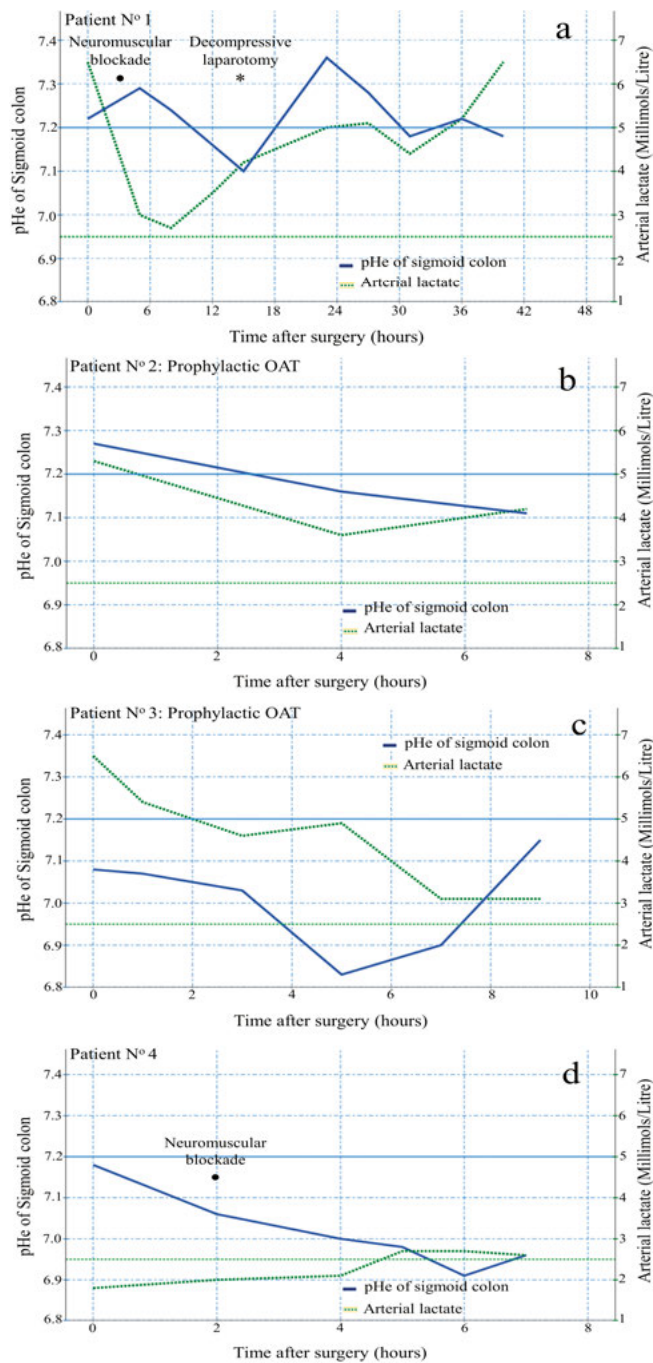 Patient Nº 1
a
Neuromuscular
blockade
Decompressive
laparotomy
*
7.4
7.3
7.2
7.1
7.0
6.9
6.8
pHe of Sigmoid colon
7
6
5
4
3
2
1
Arterial lactate (Millimols/Litre)
pHe of sigmoid colon
Arterial lactate
0 6 12 18 24 30 36 42 48
Time after surgery (hours)
Patient Nº 2: Prophylactic OAT
b
7.4
7.3
7.2
7.1
7.0
6.9
6.8
pHe of Sigmoid colon
7
6
5
4
3
2
1
Arterial lactate (Millimols/Litre)
pHe of sigmoid colon
Arterial lactate
0 4 6 8
Time after surgery (hours)
Patient Nº 3: Prophylactic OAT
c
pHe of sigmoid colon
Arterial lactate
7.4
7.3
7.2
7.1
7.0
6.9
6.8
pHe of Sigmoid colon
7
6
5
4
3
2
1
Arterial lactate (Millimols/Litre)
0 2 4 6 8 10
Time after surgery (hours)
Patient Nº 4
d
Neuromuscular
blockade
7.4
7.3
7.2
7.1
7.0
6.9
6.8
pHe of Sigmoid colon
7
6
5
4
3
2
1
Arterial lactate (Millimols/Litre)
pHe of sigmoid colon
Arterial lactate
0 2 4 6 8
Time after surgery (hours)